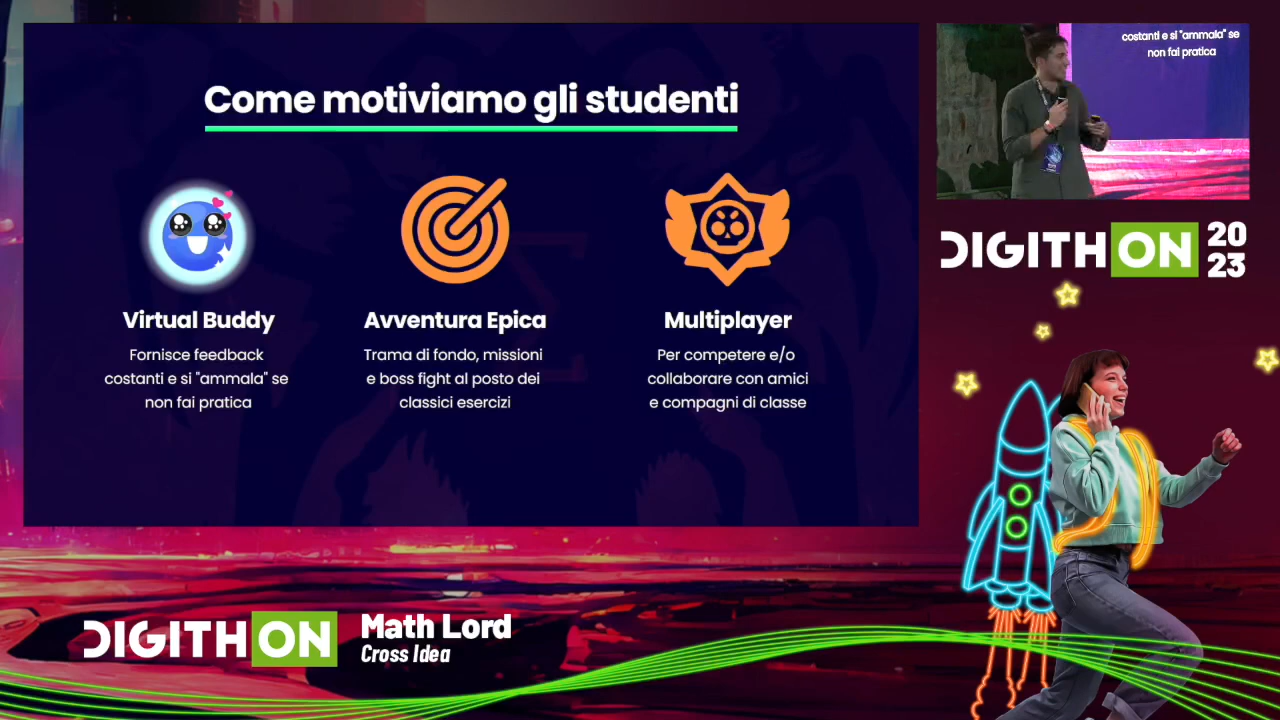 Come motiviamo gli studenti
Virtual Buddy
Fornisce feedback
costanti e si "ammala" se
non fai pratica
Avventura Epica
Trama di fondo, missioni
e boss fight al posto dei
classici esercizi
Multiplayer
Per competere e/o
collaborare con amici
e compagni di classe
costanti e si "ammala" se
non fai pratica
DIGITHON 20
23
DIGITHON
Math Lord
Cross Idea